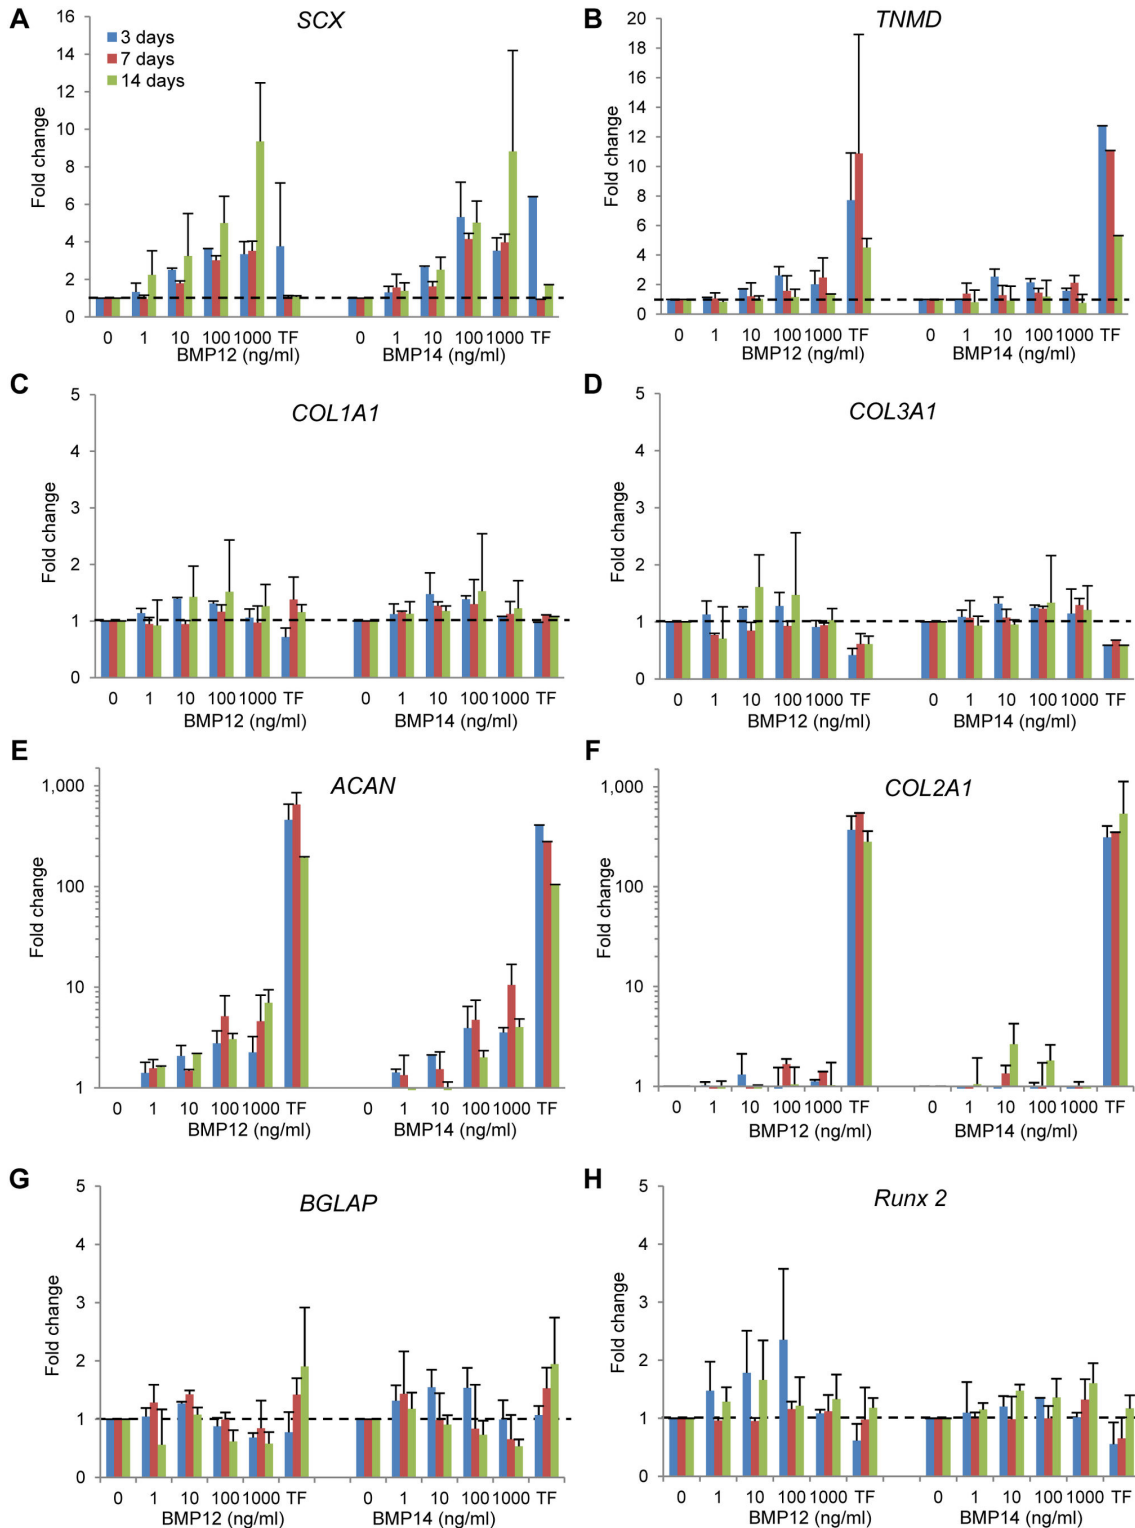 A
SCX
16
14
12
10
8
6
4
2
0
Fold change
3 days
7 days
14 days
0 1 10 100 1000 TF 0 1 10 100 1000 TF
BMP12 (ng/ml) BMP14 (ng/ml)
B
TNMD
20
18
16
14
12
10
8
6
4
2
0
Fold change
0 1 10 100 1000 TF 0 1 10 100 1000 TF
BMP12 (ng/ml) BMP14 (ng/ml)
C
COL1A1
5
4
3
2
1
0
Fold change
0 1 10 100 1000 TF 0 1 10 100 1000 TF
BMP12 (ng/ml) BMP14 (ng/ml)
D
COL3A1
5
4
3
2
1
0
Fold change
0 1 10 100 1000 TF 0 1 10 100 1000 TF
BMP12 (ng/ml) BMP14 (ng/ml)
E
ACAN
1,000
100
10
1
Fold change
0 1 10 100 1000 TF 0 1 10 100 1000 TF
BMP12 (ng/ml) BMP14 (ng/ml)
F
COL2A1
1,000
100
10
1
Fold change
0 1 10 100 1000 TF 0 1 10 100 1000 TF
BMP12 (ng/ml) BMP14 (ng/ml)
G
BGLAP
5
4
3
2
1
0
Fold change
0 1 10 100 1000 TF 0 1 10 100 1000 TF
BMP12 (ng/ml) BMP14 (ng/ml)
H
Runx 2
5
4
3
2
1
0
Fold change
0 1 10 100 1000 TF 0 1 10 100 1000 TF
BMP12 (ng/ml) BMP14 (ng/ml)